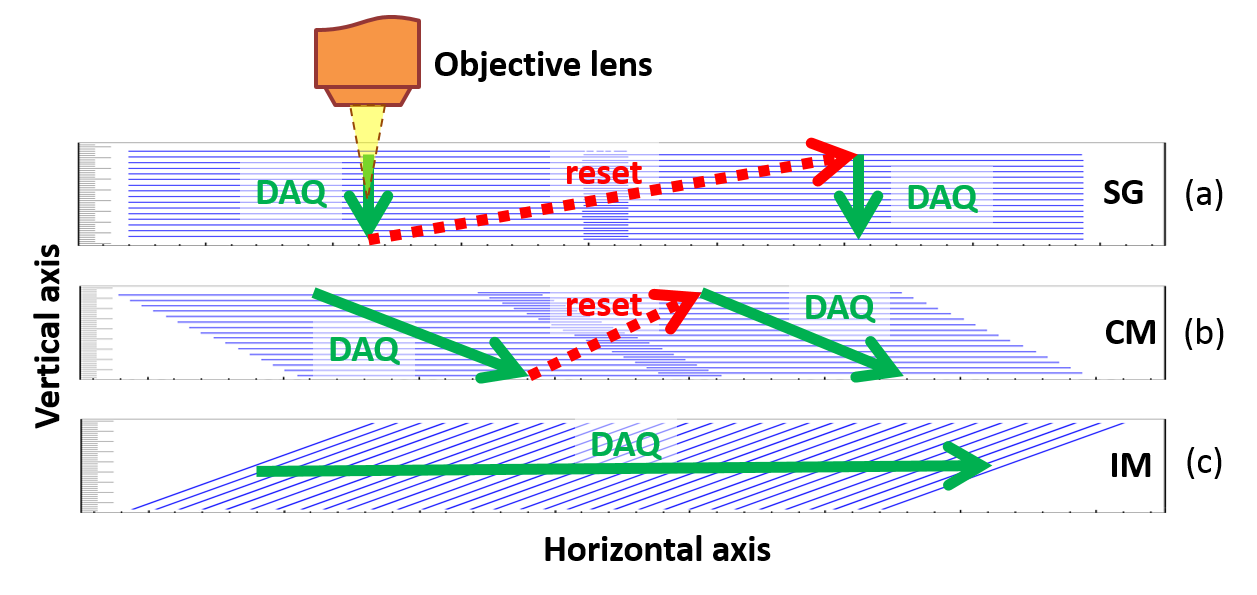 Objective lens
DAQ
reset
DAQ
SG
(a)
Vertical axis
DAQ
reset
DAQ
CM
(b)
DAQ
IM
(c)
Horizontal axis